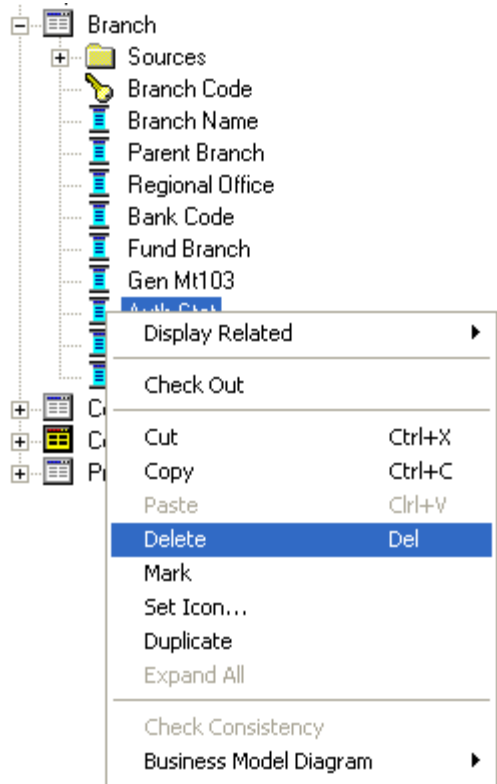 Branch
Sources
Branch Code
Branch Name
Parent Branch
Regional Office
Bank Code
Fund Branch
Gen Mt103
Auth Stat
Display Related
Check Out
Cut Ctrl+X
Copy Ctrl+C
Paste Ctrl+V
Delete Del
Mark
Set Icon...
Duplicate
Expand All
Check Consistency
Business Model Diagram